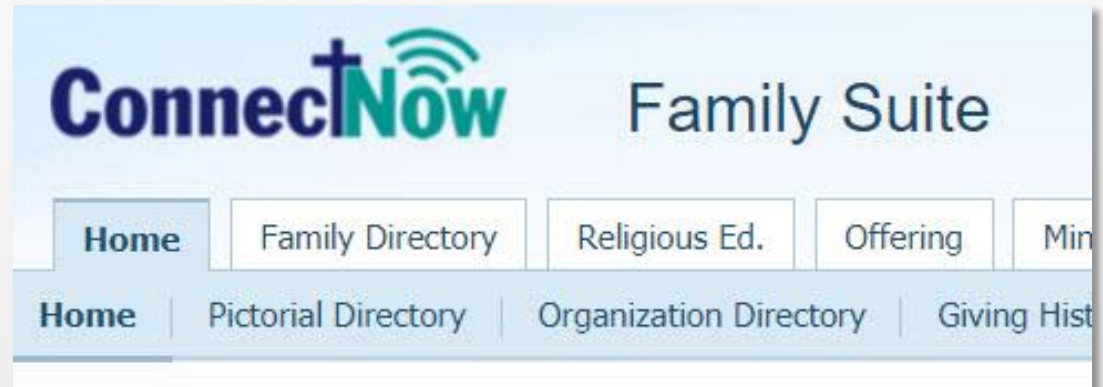 ConnectNow Family Suite
Home Family Directory Religious Ed. Offering Min
Home Pictorial Directory Organization Directory Giving Hist